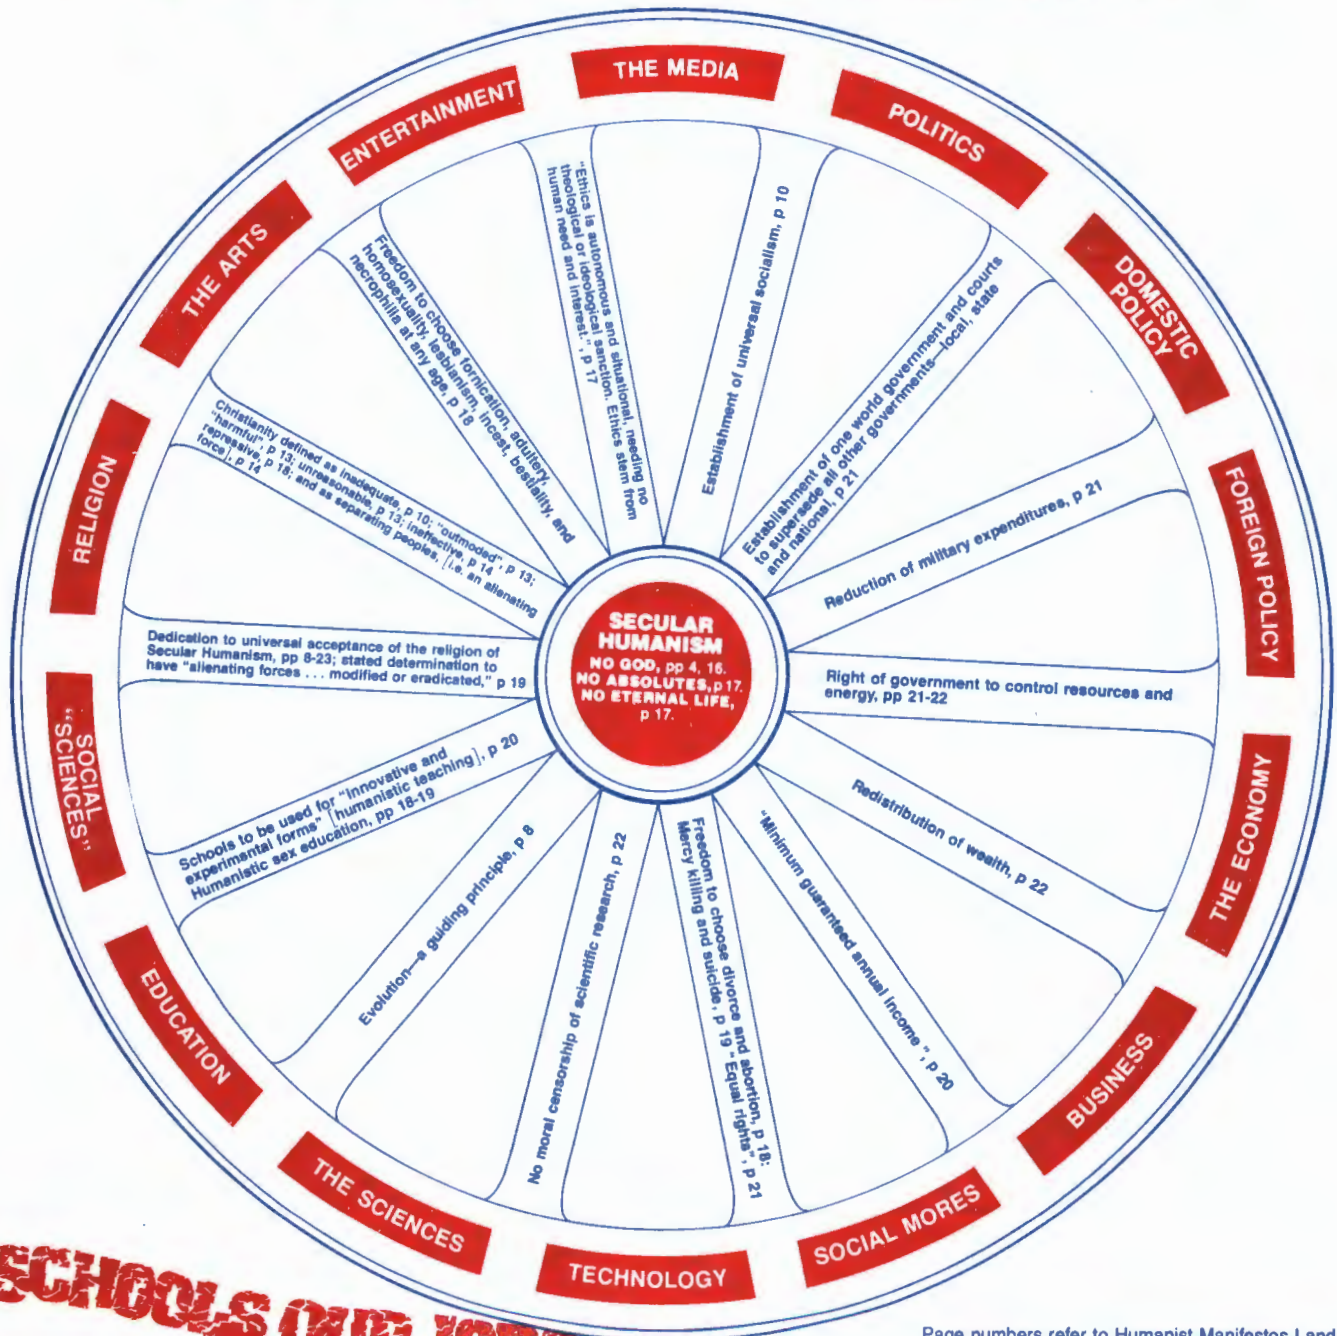 THE MEDIA
POLITICS
DOMESTIC
POLICY
FOREIGN POLICY
THE ECONOMY
BUSINESS
SOCIAL MORES
TECHNOLOGY
THE SCIENCES
EDUCATION
SOCIAL
"SCIENCES"
RELIGION
THE ARTS
ENTERTAINMENT
"Ethics is autonomous and situational, needing no
theological or ideological sanction. Ethics stem from
human need and interest.", p 17
Establishment of universal socialism, p 10
Establishment of one world government and courts
to supersede all other governments—local, state
and national, p 21
Reduction of military expenditures, p 21
Right of government to control resources and
energy, pp 21-22
Redistribution of wealth, p 22
"Minimum guaranteed annual income", p 20
Freedom to choose divorce and abortion, p 18;
Mercy killing and suicide, p 19 "Equal rights", p 21
No moral censorship of scientific research, p 22
Evolution—a guiding principle, p 8
Schools to be used for "innovative and
experimental forms" [humanistic teaching], p 20
Humanistic sex education, pp 18-19
Dedication to universal acceptance of the religion of
Secular Humanism, pp 8-23; stated determination to
have "alienating forces ... modified or eradicated," p 19
Christianity defined as inadequate, p 10; "outmoded", p 13;
"harmful", p 13; unreasonable, p 13; ineffective, p 14
repressive, p 18; and as separating peoples, [i.e. an alienating
force], p 14
Freedom to choose fornication, adultery,
homosexuality, lesbianism, incest, bestiality, and
necrophilia at any age, p 18
SECULAR
HUMANISM
NO GOD, pp 4, 16.
NO ABSOLUTES, p 17.
NO ETERNAL LIFE,
p 17.
SCHOOLS OUR
Page numbers refer to Humanist Manifestos I and